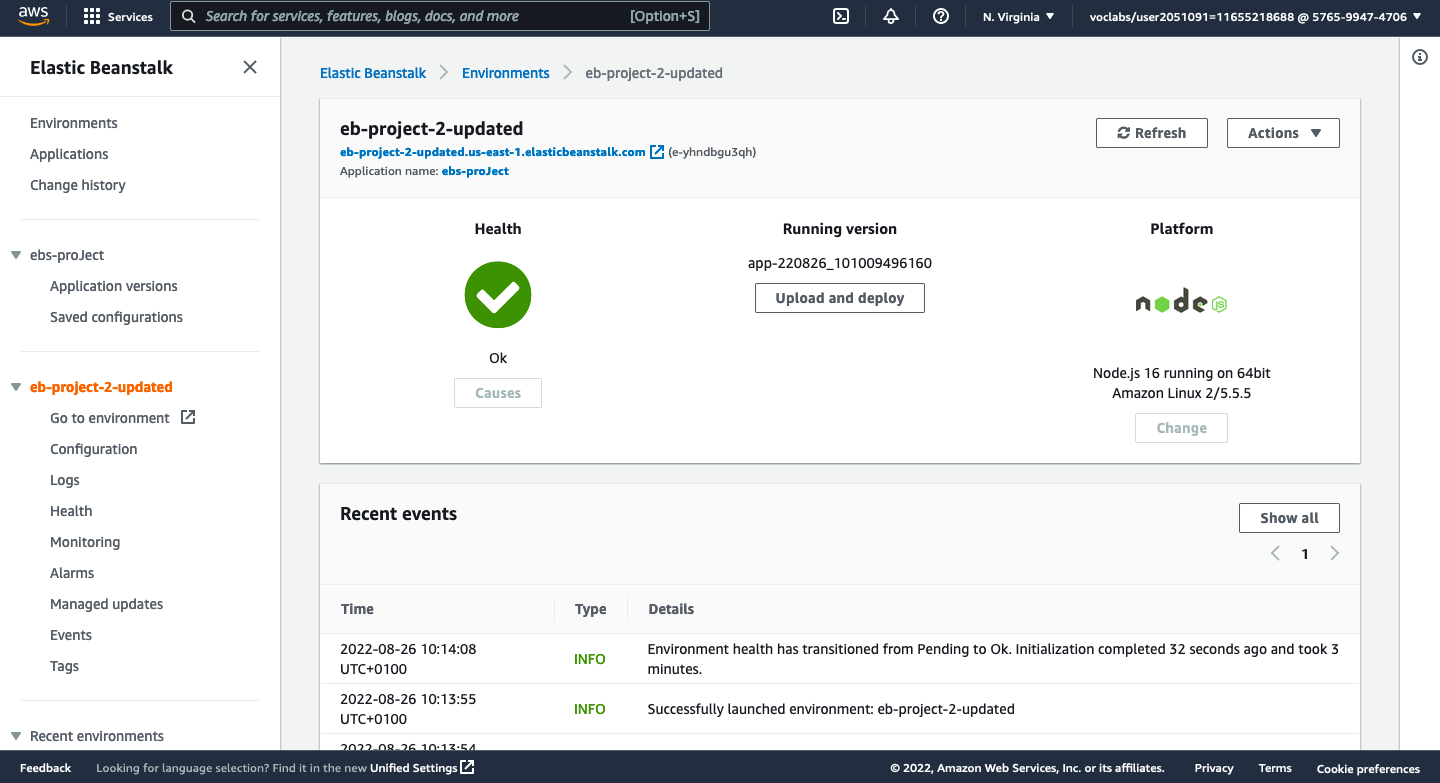 aws
Services
Search for services, features, blogs, docs, and more [Option+S]
N. Virginia
voclabs/user2051091=11655218688 @ 5765-9947-4706
Elastic Beanstalk
Environments
Applications
Change history
ebs-proJect
Application versions
Saved configurations
eb-project-2-updated
Go to environment
Configuration
Logs
Health
Monitoring
Alarms
Managed updates
Events
Tags
Recent environments
Elastic Beanstalk Environments eb-project-2-updated
eb-project-2-updated
eb-project-2-updated.us-east-1.elasticbeanstalk.com (e-yhndbgu3qh)
Application name: ebs-proJect
Refresh
Actions
Health
Ok
Causes
Running version
app-220826_101009496160
Upload and deploy
Platform
node JS
Node.js 16 running on 64bit
Amazon Linux 2/5.5.5
Change
Recent events
Show all
1
Time Type Details
2022-08-26 10:14:08
UTC+0100
INFO
Environment health has transitioned from Pending to Ok. Initialization completed 32 seconds ago and took 3
minutes.
2022-08-26 10:13:55
UTC+0100
INFO
Successfully launched environment: eb-project-2-updated
2022-08-26 10:13:54
Feedback
Looking for language selection? Find it in the new Unified Settings
© 2022, Amazon Web Services, Inc. or its affiliates.
Privacy
Terms
Cookie preferences